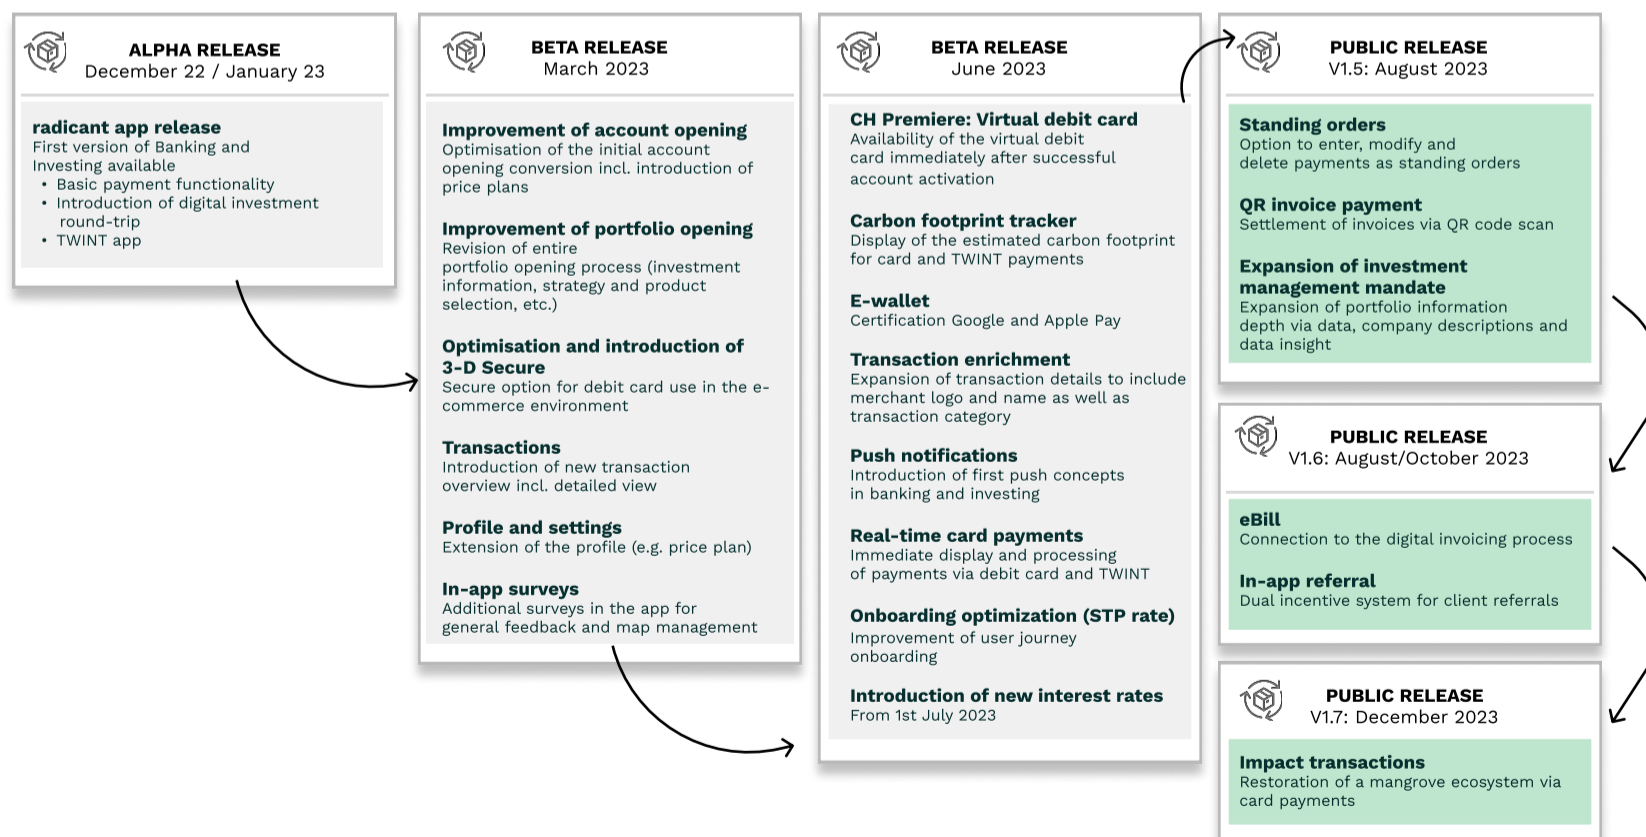 ALPHA RELEASE
December 22 / January 23
radicant app release
First version of Banking and
Investing available
• Basic payment functionality
• Introduction of digital investment
round-trip
• TWINT app
BETA RELEASE
March 2023
Improvement of account opening
Optimisation of the initial account
opening conversion incl. introduction of
price plans
Improvement of portfolio opening
Revision of entire
portfolio opening process (investment
information, strategy and product
selection, etc.)
Optimisation and introduction of
3-D Secure
Secure option for debit card use in the e-
commerce environment
Transactions
Introduction of new transaction
overview incl. detailed view
Profile and settings
Extension of the profile (e.g. price plan)
In-app surveys
Additional surveys in the app for
general feedback and map management
BETA RELEASE
June 2023
CH Premiere: Virtual debit card
Availability of the virtual debit
card immediately after successful
account activation
Carbon footprint tracker
Display of the estimated carbon footprint
for card and TWINT payments
E-wallet
Certification Google and Apple Pay
Transaction enrichment
Expansion of transaction details to include
merchant logo and name as well as
transaction category
Push notifications
Introduction of first push concepts
in banking and investing
Real-time card payments
Immediate display and processing
of payments via debit card and TWINT
Onboarding optimization (STP rate)
Improvement of user journey
onboarding
Introduction of new interest rates
From 1st July 2023
PUBLIC RELEASE
V1.5: August 2023
Standing orders
Option to enter, modify and
delete payments as standing orders
QR invoice payment
Settlement of invoices via QR code scan
Expansion of investment
management mandate
Expansion of portfolio information
depth via data, company descriptions and
data insight
PUBLIC RELEASE
V1.6: August/October 2023
eBill
Connection to the digital invoicing process
In-app referral
Dual incentive system for client referrals
PUBLIC RELEASE
V1.7: December 2023
Impact transactions
Restoration of a mangrove ecosystem via
card payments